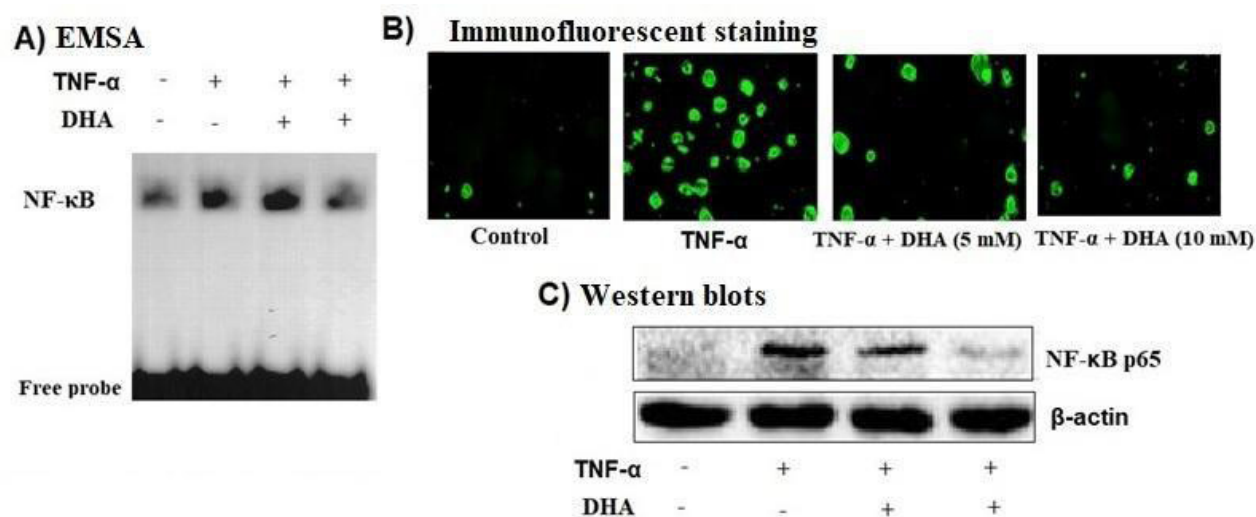 A) EMSA
TNF-α - + + +
DHA - - + +
NF-κB
Free probe
B) Immunofluorescent staining
Control
TNF-α
TNF-α + DHA (5 mM)
TNF-α + DHA (10 mM)
C) Western blots
NF-κB p65
β-actin
TNF-α - + + +
DHA - - + +